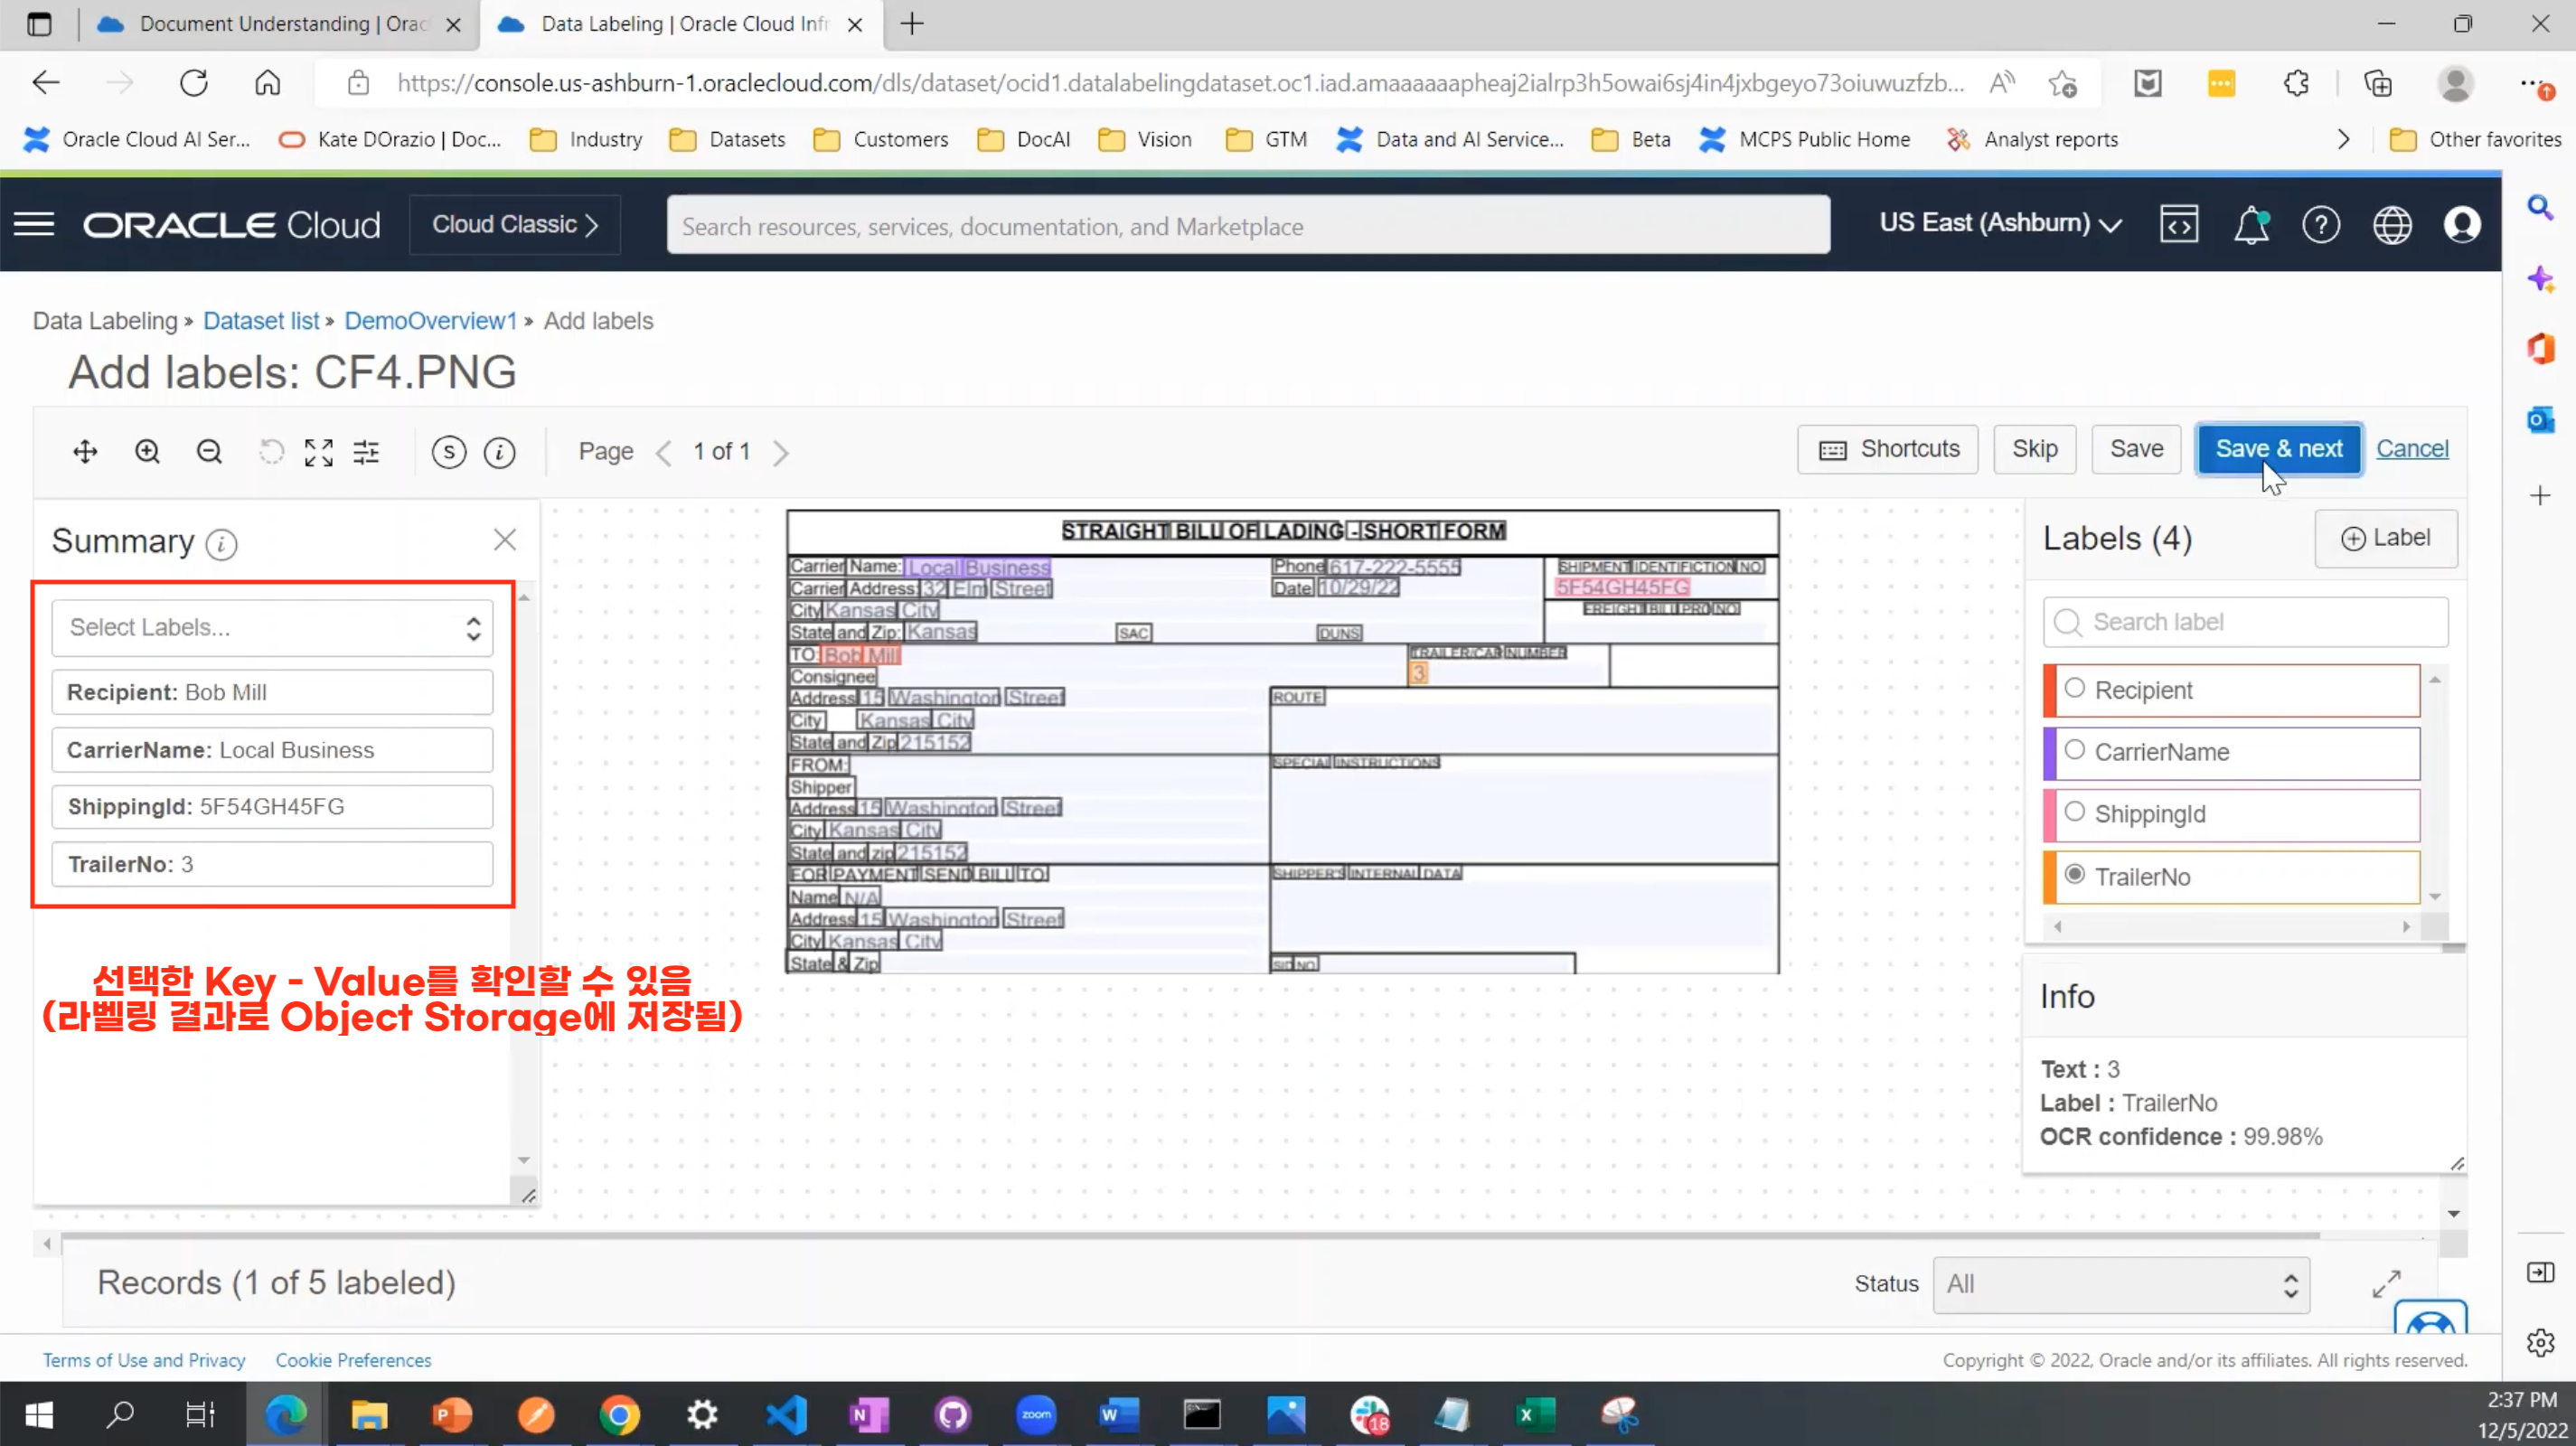 Document Understanding | Orac
Data Labeling | Oracle Cloud Infr
https://console.us-ashburn-1.oraclecloud.com/dls/dataset/ocid1.datalabelingdataset.oc1.iad.amaaaaaapheaj2ialrp3h5owai6sj4in4jxbgeyo73oiuwuzfzb...
Oracle Cloud AI Ser... Kate DOrazio | Doc... Industry Datasets Customers DocAI Vision GTM Data and AI Service... Beta MCPS Public Home Analyst reports Other favorites
ORACLE Cloud
Cloud Classic
Search resources, services, documentation, and Marketplace
US East (Ashburn)
Data Labeling » Dataset list » DemoOverview1 » Add labels
Add labels: CF4.PNG
Page 1 of 1
Shortcuts Skip Save Save & next Cancel
Summary
Select Labels...
Recipient: Bob Mill
CarrierName: Local Business
ShippingId: 5F54GH45FG
TrailerNo: 3
선택한 Key - Value를 확인할 수 있음
(라벨링 결과로 Object Storage에 저장됨)
STRAIGHT BILL OF LADING - SHORT FORM
Carrier Name: Local Business
Carrier Address: 32 Elm Street
City Kansas City
State and Zip: Kansas
SAC
DUNS
Phone 617-222-5555
Date 10/29/22
SHIPMENT IDENTIFICTION NO
5F54GH45FG
FREIGHT BILL PRO NO
TO: Bob Mill
Consignee
Address 15 Washington Street
City Kansas City
State and Zip 215152
TRAILER/CAR NUMBER
3
ROUTE
FROM:
Shipper
Address 15 Washington Street
City Kansas City
State and zip 215152
SPECIAL INSTRUCTIONS
FOR PAYMENT SEND BILL TO
Name N/A
Address 15 Washington Street
City Kansas City
State & Zip
SHIPPER'S INTERNAL DATA
SID NO
Labels (4)
Label
Search label
Recipient
CarrierName
ShippingId
TrailerNo
Info
Text : 3
Label : TrailerNo
OCR confidence : 99.98%
Records (1 of 5 labeled)
Status All
Terms of Use and Privacy Cookie Preferences
Copyright © 2022, Oracle and/or its affiliates. All rights reserved.
zoom
18
2:37 PM
12/5/2022